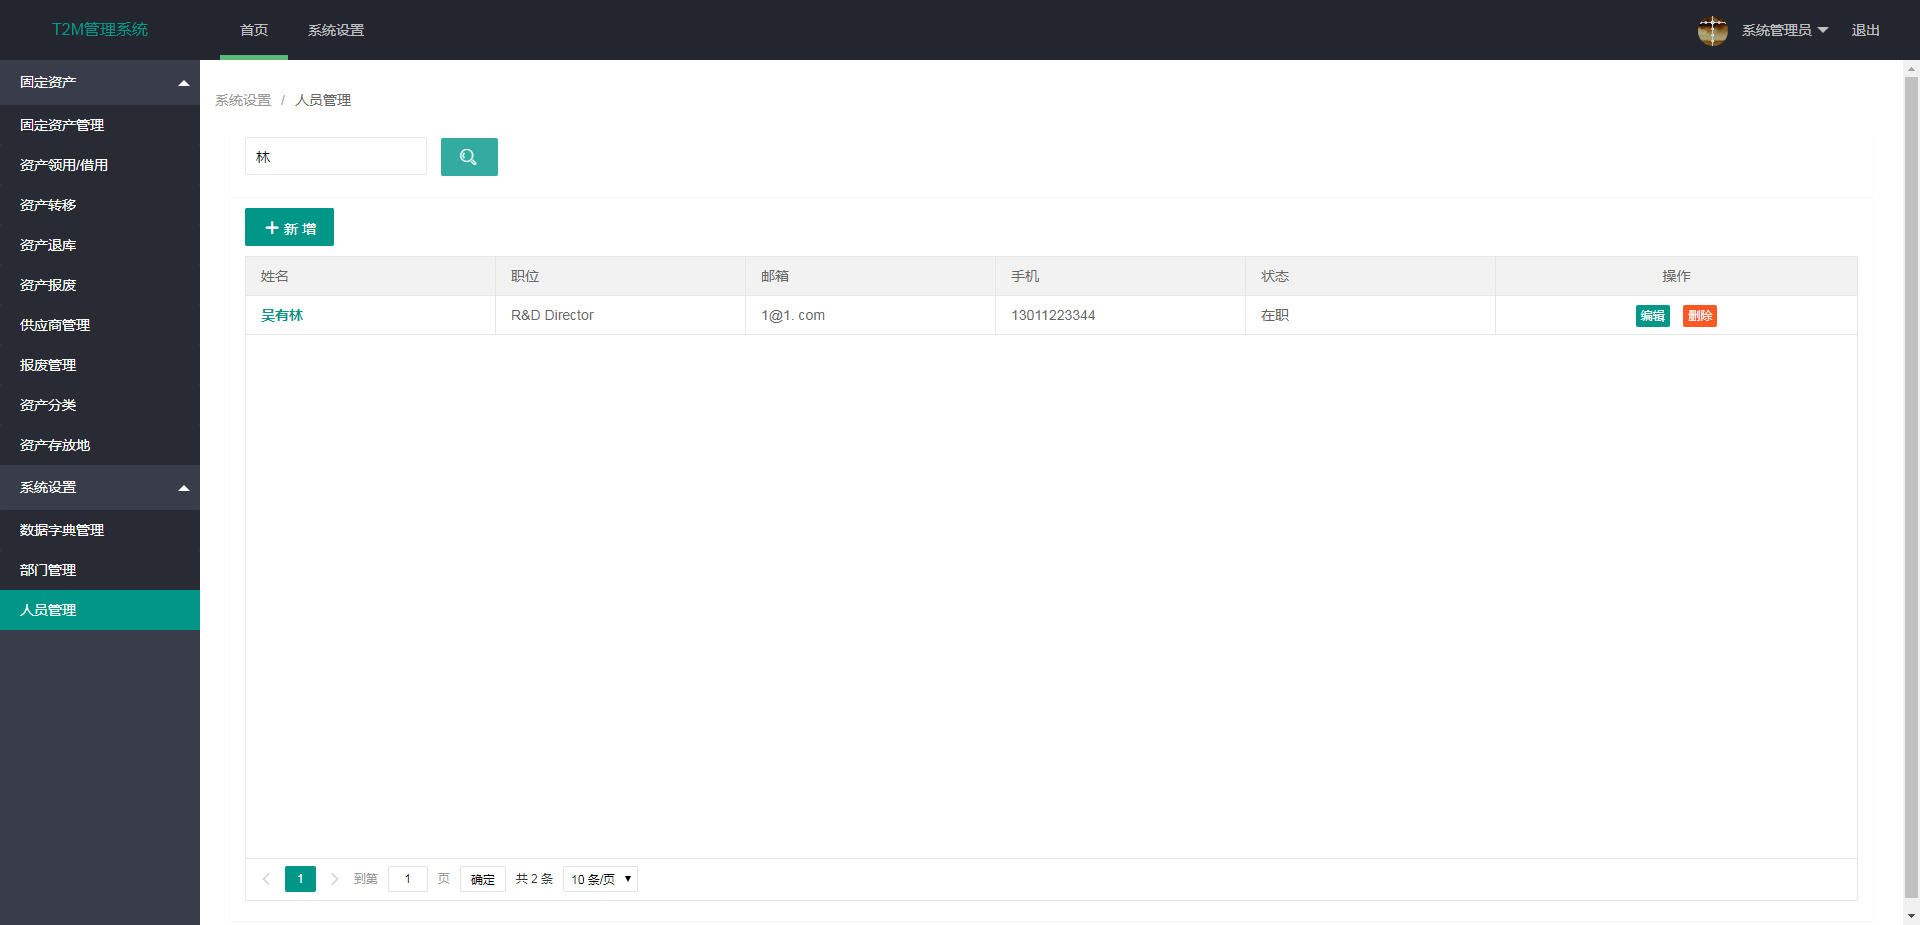 T2M管理系统
首页
系统设置
系统管理员
退出
固定资产
固定资产管理
资产领用/借用
资产转移
资产退库
资产报废
供应商管理
报废管理
资产分类
资产存放地
系统设置
数据字典管理
部门管理
人员管理
系统设置 / 人员管理
林
新 增
姓名 职位 邮箱 手机 状态 操作
吴有林 R&D Director 1@1. com 13011223344 在职 编辑 删除
1 到第 1 页 确定 共 2 条 10 条/页